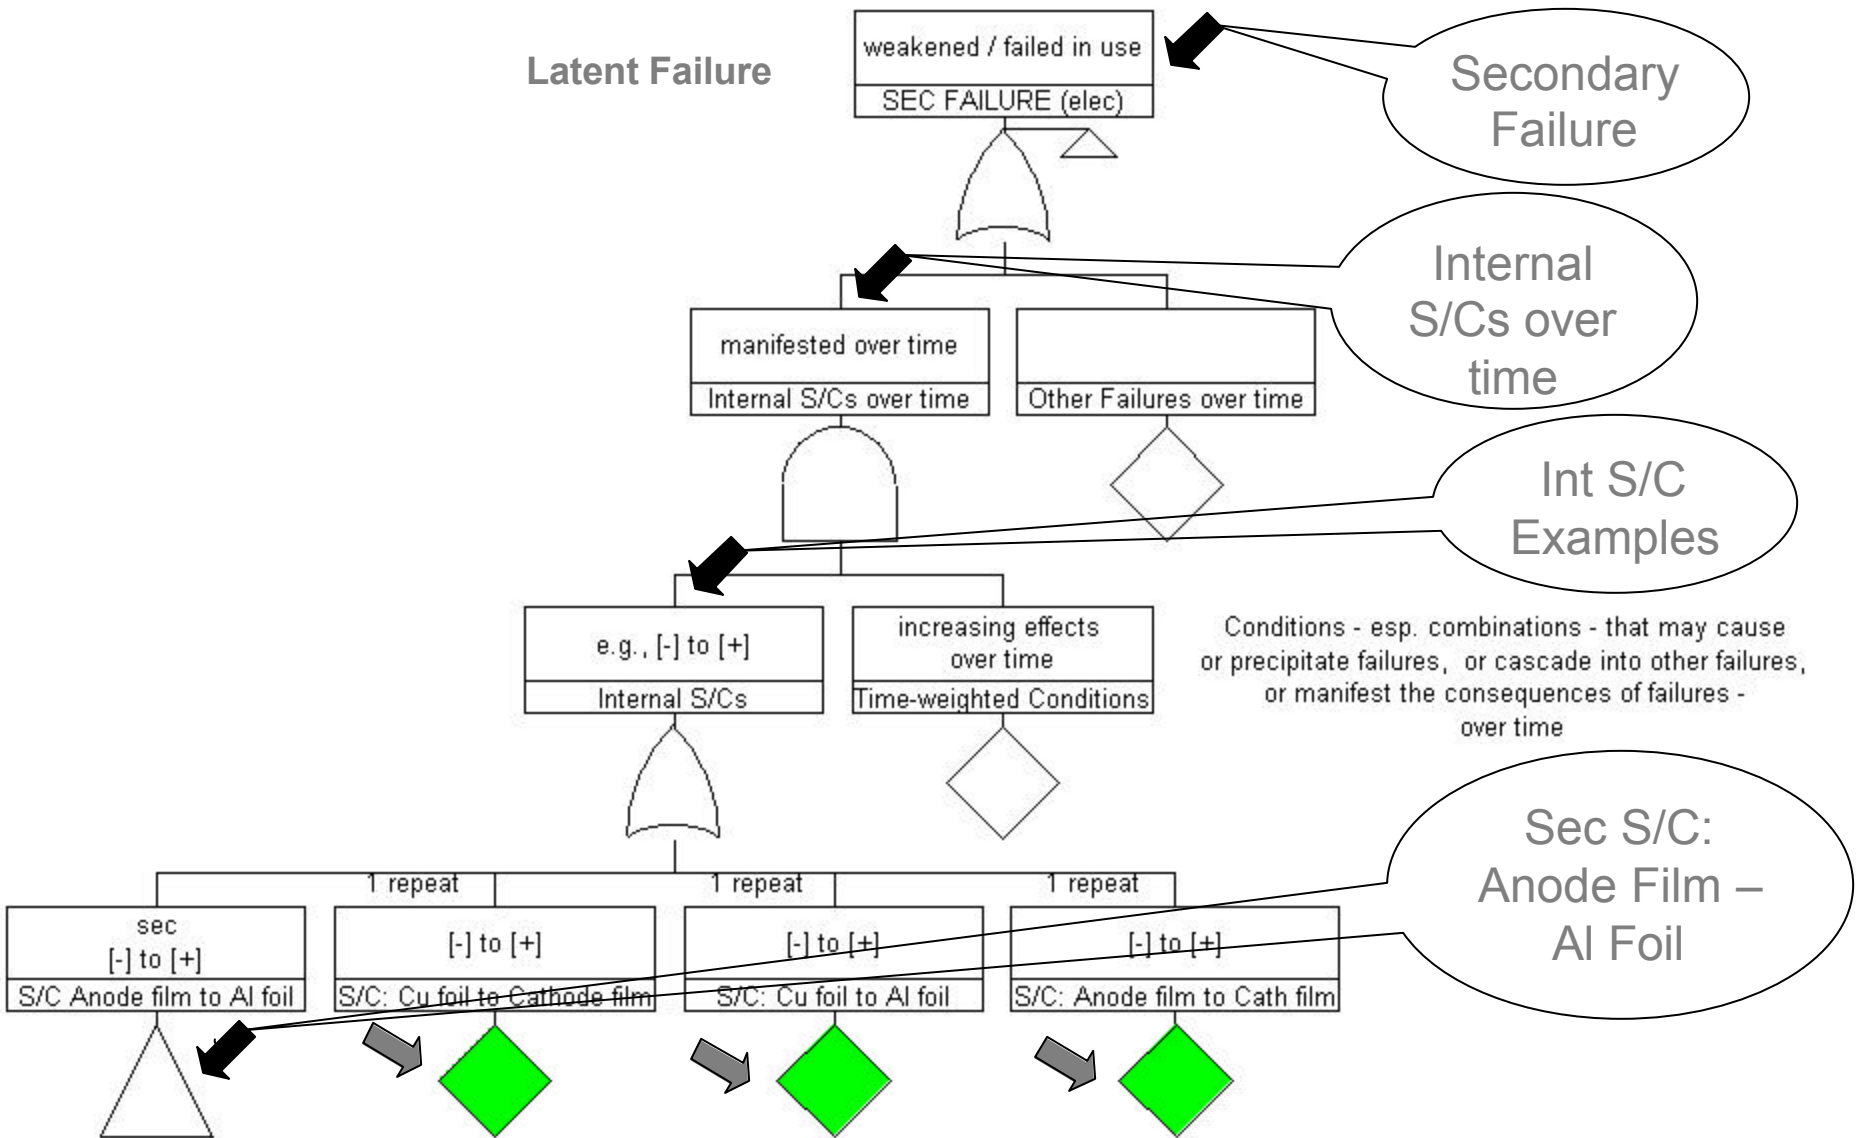 Latent Failure
weakened / failed in use
SEC FAILURE (elec)
Secondary
Failure
Internal
S/Cs over
time
manifested over time
Internal S/Cs over time
Other Failures over time
Int S/C
Examples
e.g., [-] to [+]
Internal S/Cs
increasing effects
over time
Time-weighted Conditions
Conditions - esp. combinations - that may cause
or precipitate failures, or cascade into other failures,
or manifest the consequences of failures -
over time
Sec S/C:
Anode Film –
Al Foil
1 repeat
1 repeat
1 repeat
sec
[-] to [+]
S/C Anode film to Al foil
[-] to [+]
S/C: Cu foil to Cathode film
[-] to [+]
S/C: Cu foil to Al foil
[-] to [+]
S/C: Anode film to Cath film